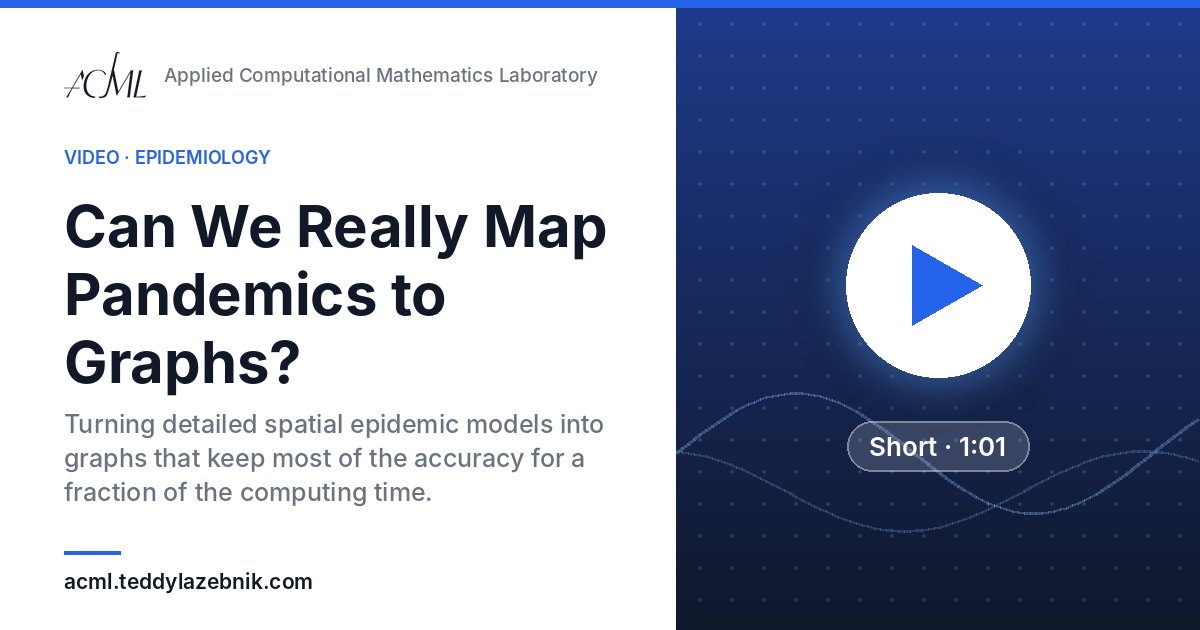 ACML Applied Computational Mathematics Laboratory
VIDEO · EPIDEMIOLOGY
Can We Really Map
Pandemics to
Graphs?
Turning detailed spatial epidemic models into
graphs that keep most of the accuracy for a
fraction of the computing time.
Short · 1:01
acml.teddylazebnik.com